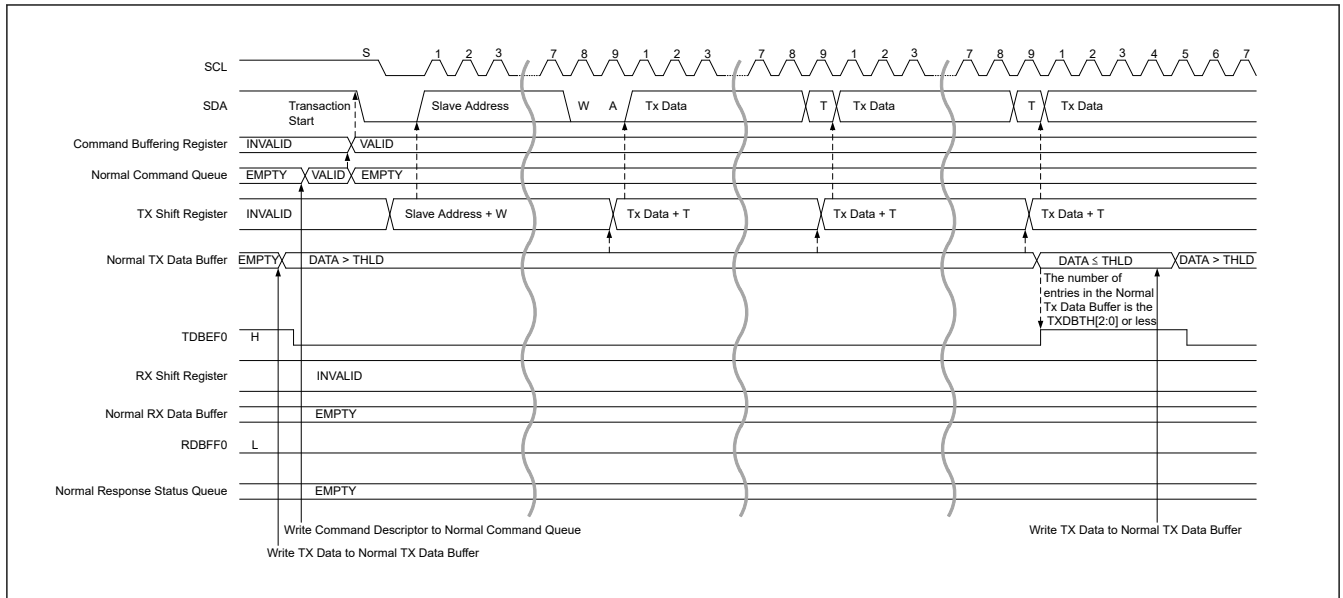 S 1 2 3 7 8 9 1 2 3 7 8 9 1 2 3 7 8 9 1 2 3 4 5 6 7
SCL
SDA Transaction Start Slave Address W A Tx Data T Tx Data T Tx Data
Command Buffering Register INVALID VALID
Normal Command Queue EMPTY VALID EMPTY
TX Shift Register INVALID Slave Address + W Tx Data + T Tx Data + T Tx Data + T
Normal TX Data Buffer EMPTY DATA > THLD DATA ≤ THLD DATA > THLD
The number of
entries in the Normal
Tx Data Buffer is the
TXDBTH[2:0] or less
TDBEF0 H
RX Shift Register INVALID
Normal RX Data Buffer EMPTY
RDBFF0 L
Normal Response Status Queue EMPTY
Write Command Descriptor to Normal Command Queue Write TX Data to Normal TX Data Buffer
Write TX Data to Normal TX Data Buffer